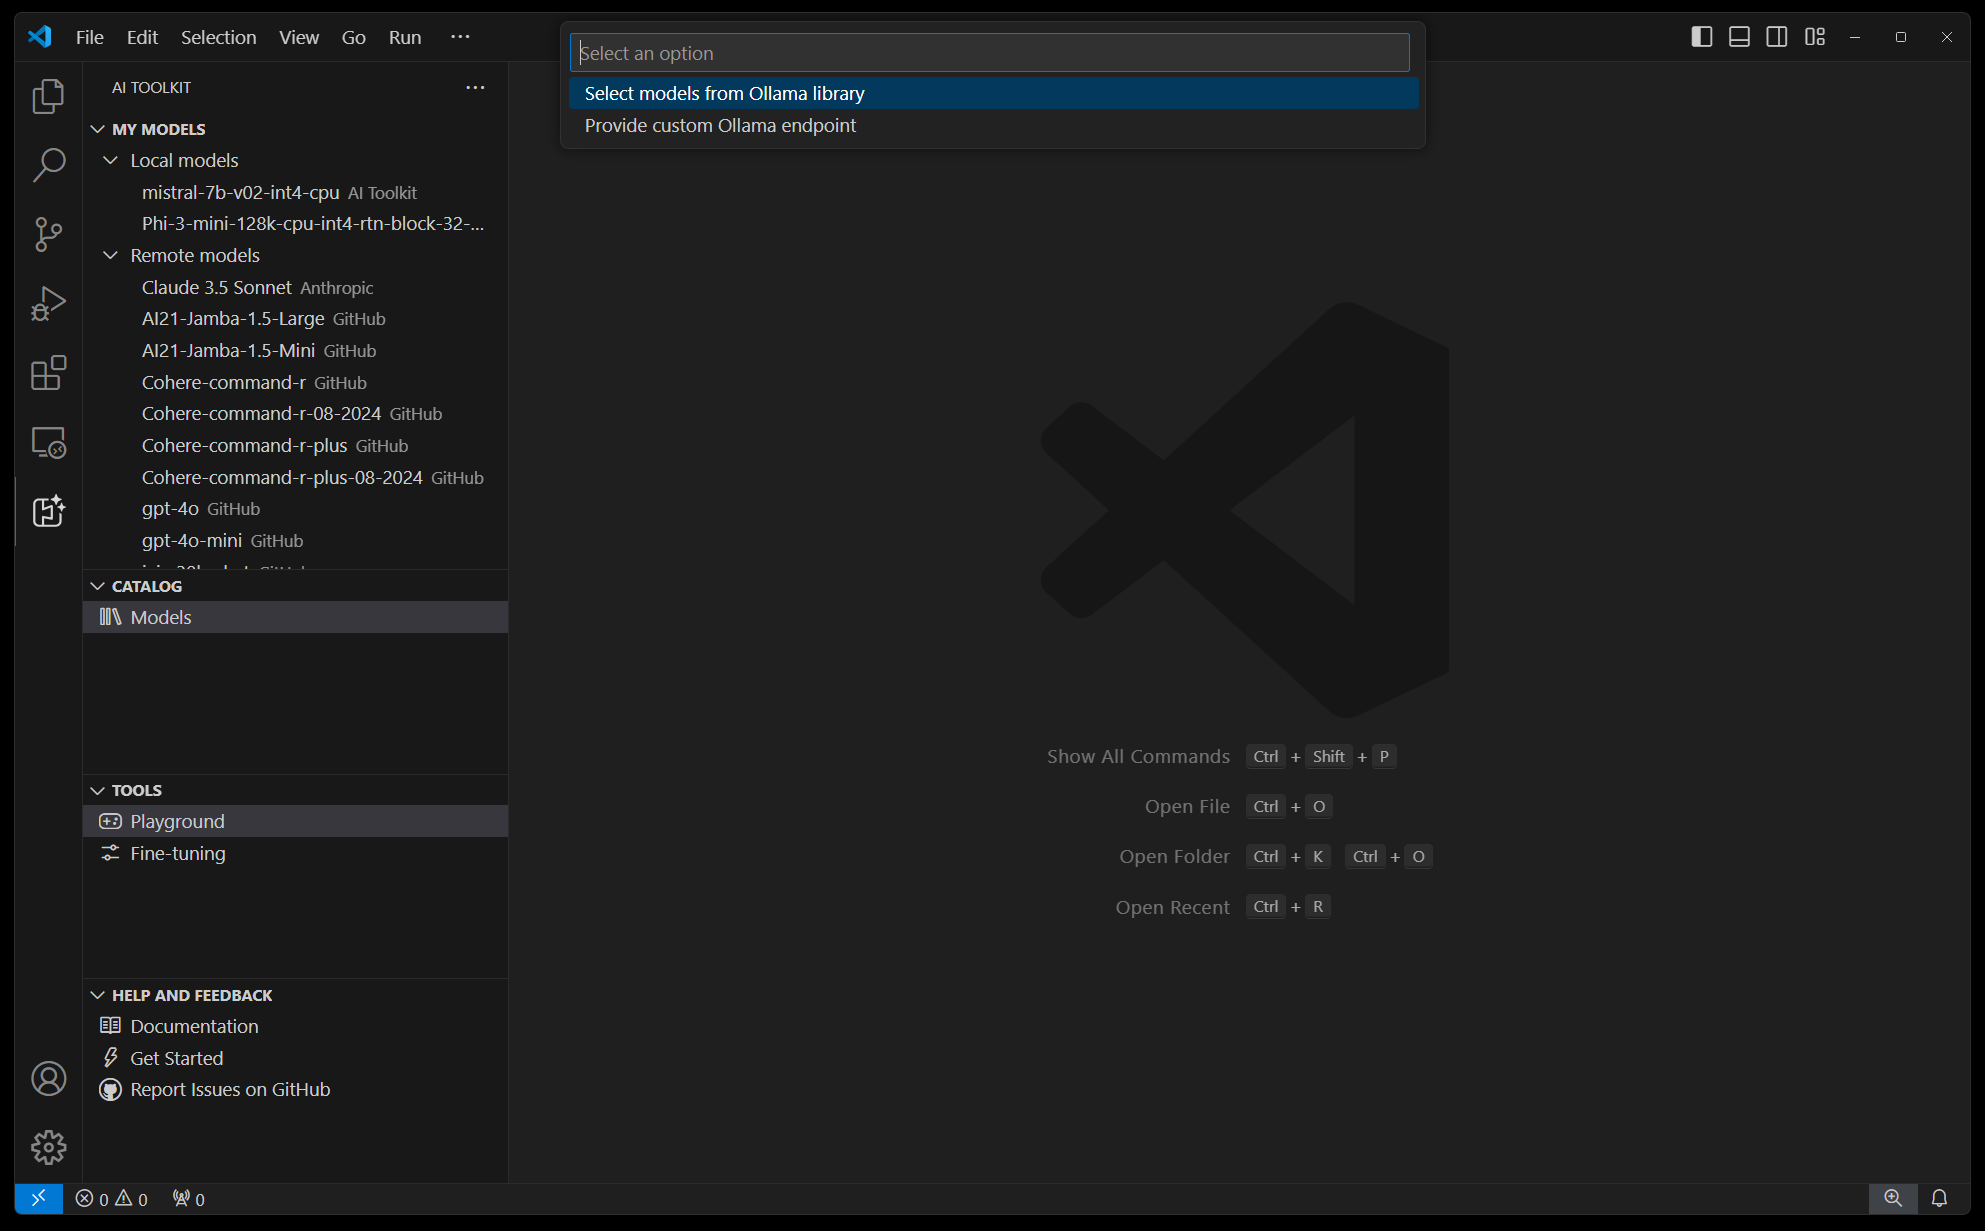 File Edit Selection View Go Run ···
Select an option
Select models from Ollama library
Provide custom Ollama endpoint
AI TOOLKIT ···
MY MODELS
Local models
mistral-7b-v02-int4-cpu AI Toolkit
Phi-3-mini-128k-cpu-int4-rtn-block-32-...
Remote models
Claude 3.5 Sonnet Anthropic
AI21-Jamba-1.5-Large GitHub
AI21-Jamba-1.5-Mini GitHub
Cohere-command-r GitHub
Cohere-command-r-08-2024 GitHub
Cohere-command-r-plus GitHub
Cohere-command-r-plus-08-2024 GitHub
gpt-4o GitHub
gpt-4o-mini GitHub
CATALOG
Models
TOOLS
Playground
Fine-tuning
HELP AND FEEDBACK
Documentation
Get Started
Report Issues on GitHub
Show All Commands Ctrl + Shift + P
Open File Ctrl + O
Open Folder Ctrl + K Ctrl + O
Open Recent Ctrl + R
0 0 0